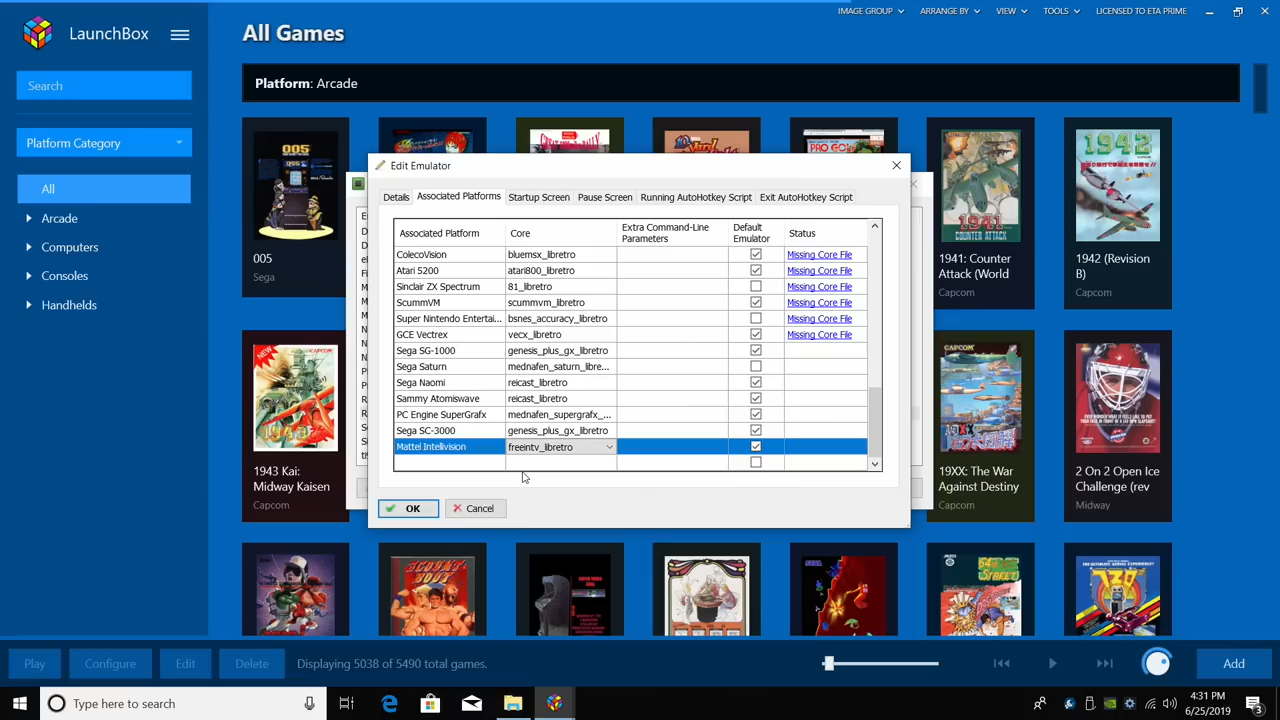 IMAGE GROUP
ARRANGE BY
VIEW
TOOLS
LICENSED TO ETA PRIME
LaunchBox
All Games
Search
Platform: Arcade
Platform Category
All
Arcade
Computers
Consoles
Handhelds
005
Sega
1943 Kai:
Midway Kaisen
Capcom
1941: Counter
Attack (World
Capcom
1942 (Revision
B)
Capcom
19XX: The War
Against Destiny
Capcom
2 On 2 Open Ice
Challenge (rev
Midway
Edit Emulator
Details
Associated Platforms
Startup Screen
Pause Screen
Running AutoHotkey Script
Exit AutoHotkey Script
Associated Platform
Core
Extra Command-Line
Parameters
Default
Emulator
Status
ColecoVision bluemsx_libretro Missing Core File
Atari 5200 atari800_libretro Missing Core File
Sinclair ZX Spectrum 81_libretro Missing Core File
ScummVM scummvm_libretro Missing Core File
Super Nintendo Entertai... bsnes_accuracy_libretro Missing Core File
GCE Vectrex vecx_libretro Missing Core File
Sega SG-1000 genesis_plus_gx_libretro
Sega Saturn mednafen_saturn_libre...
Sega Naomi reicast_libretro
Sammy Atomiswave reicast_libretro
PC Engine SuperGrafx mednafen_supergrafx_...
Sega SC-3000 genesis_plus_gx_libretro
Mattel Intellivision freeintv_libretro
OK
Cancel
Play
Configure
Edit
Delete
Displaying 5038 of 5490 total games.
Add
Type here to search
4:31 PM
6/25/2019
3